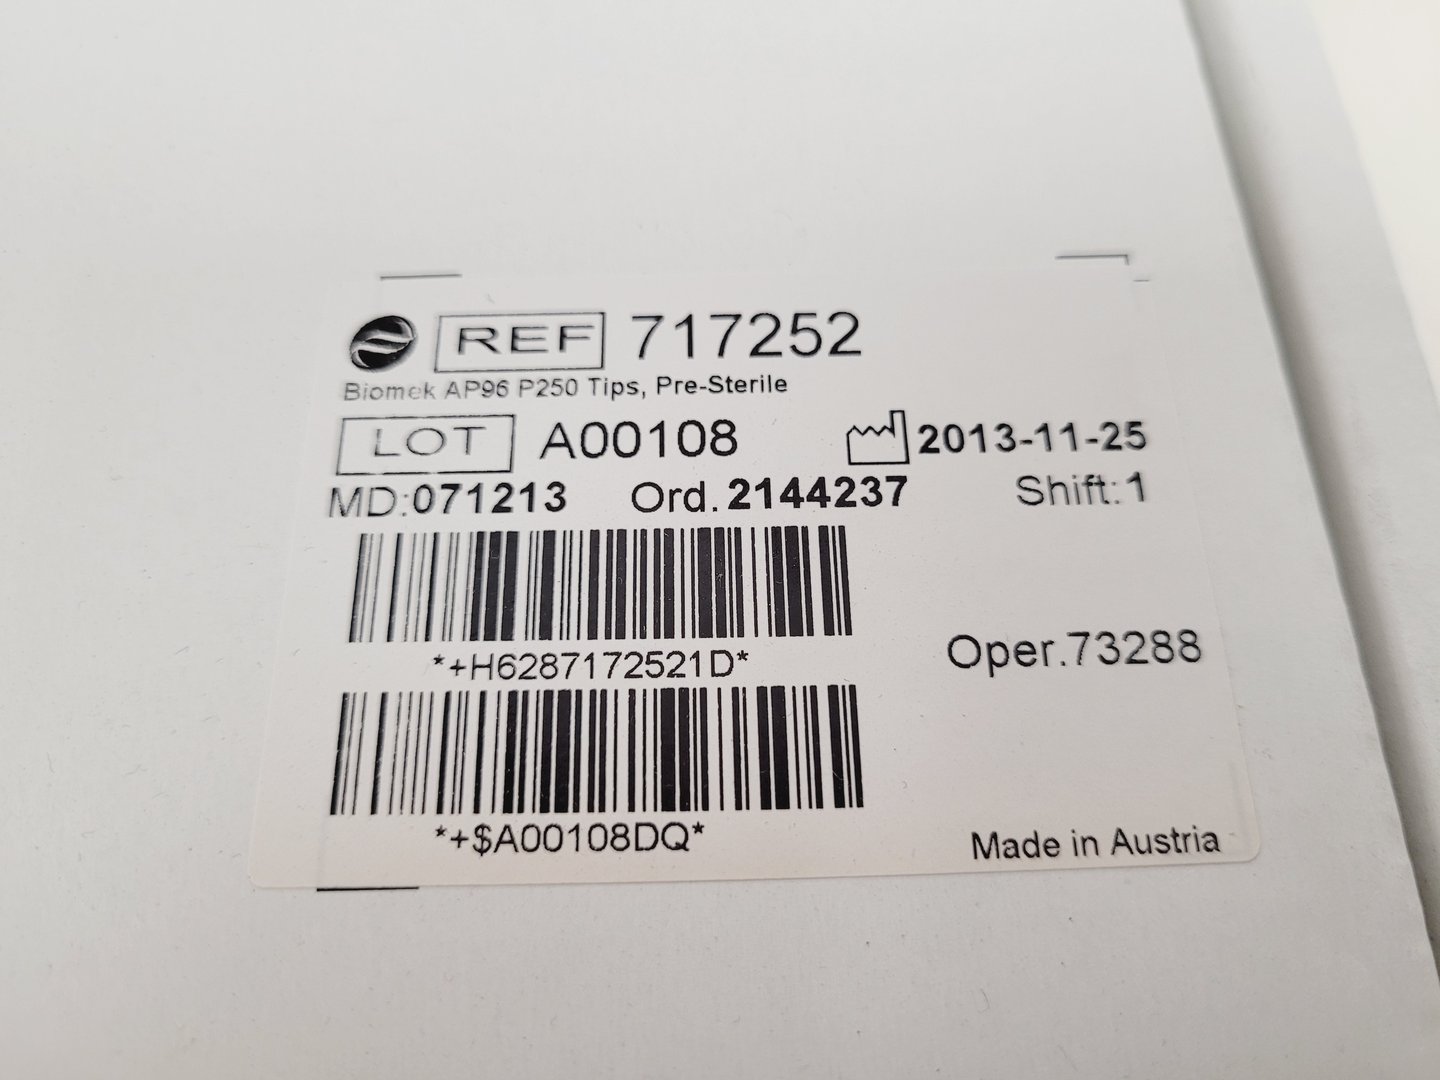 REF 717252
Biomek AP96 P250 Tips, Pre-Sterile
LOT A00108 2013-11-25
MD:071213 Ord.2144237 Shift:1
*+H6287172521D*
Oper.73288
*+$A00108DQ*
Made in Austria